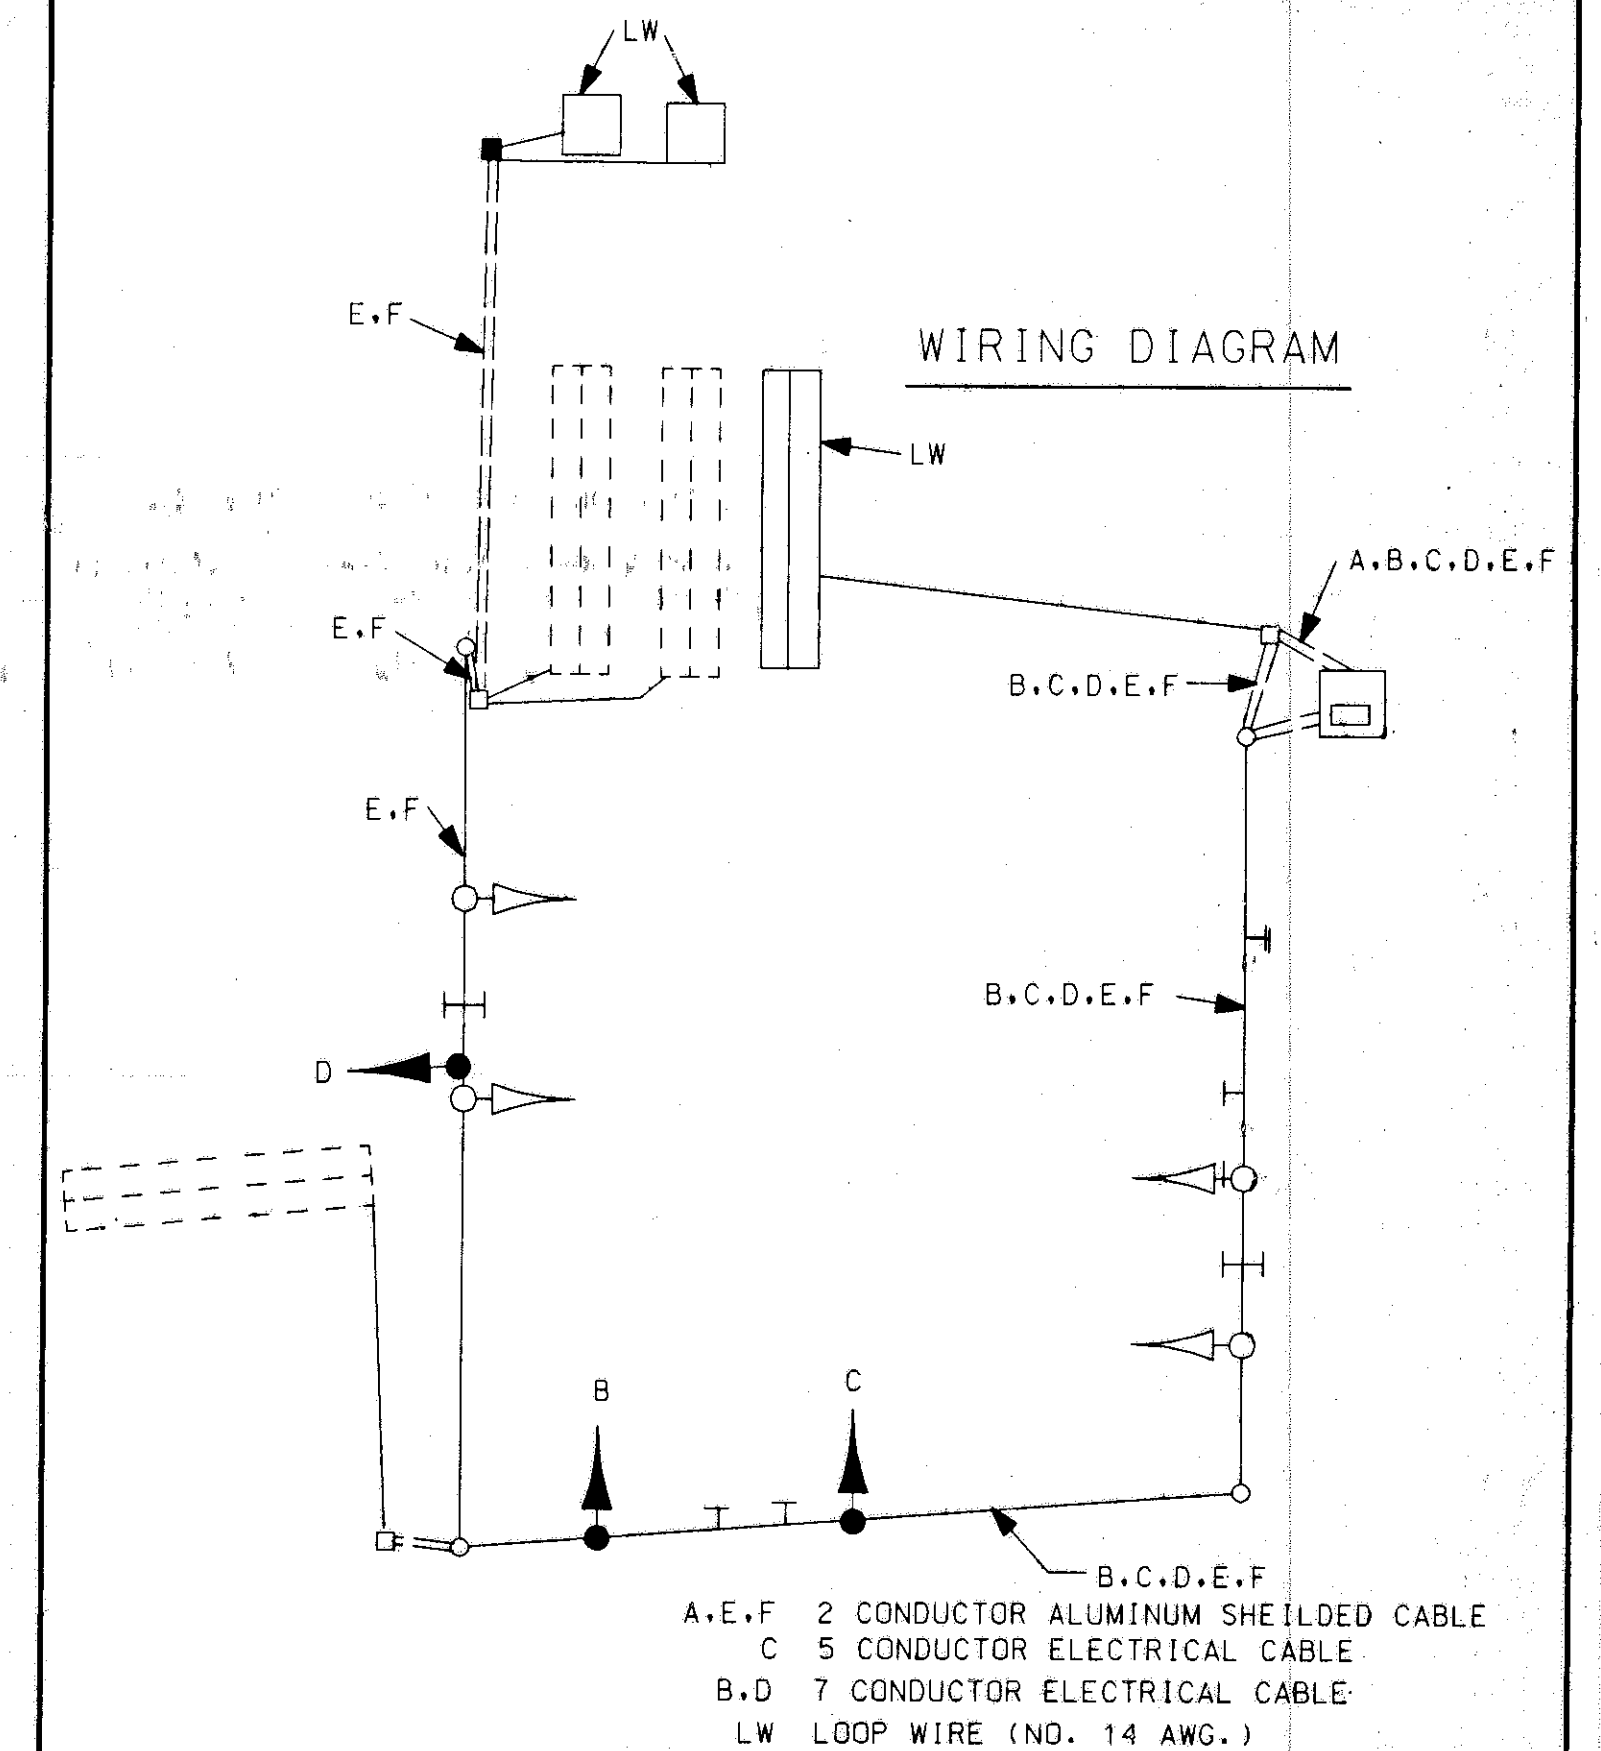 LW
E.F
WIRING DIAGRAM
LW
A.B.C.D.E.F
E.F
B.C.D.E.F
E.F
B.C.D.E.F
D
C
B
B.C.D.E.F
A.E.F 2 CONDUCTOR ALUMINUM SHEILDED CABLE
C 5 CONDUCTOR ELECTRICAL CABLE
B.D 7 CONDUCTOR ELECTRICAL CABLE
LW LOOP WIRE (NO. 14 AWG.)